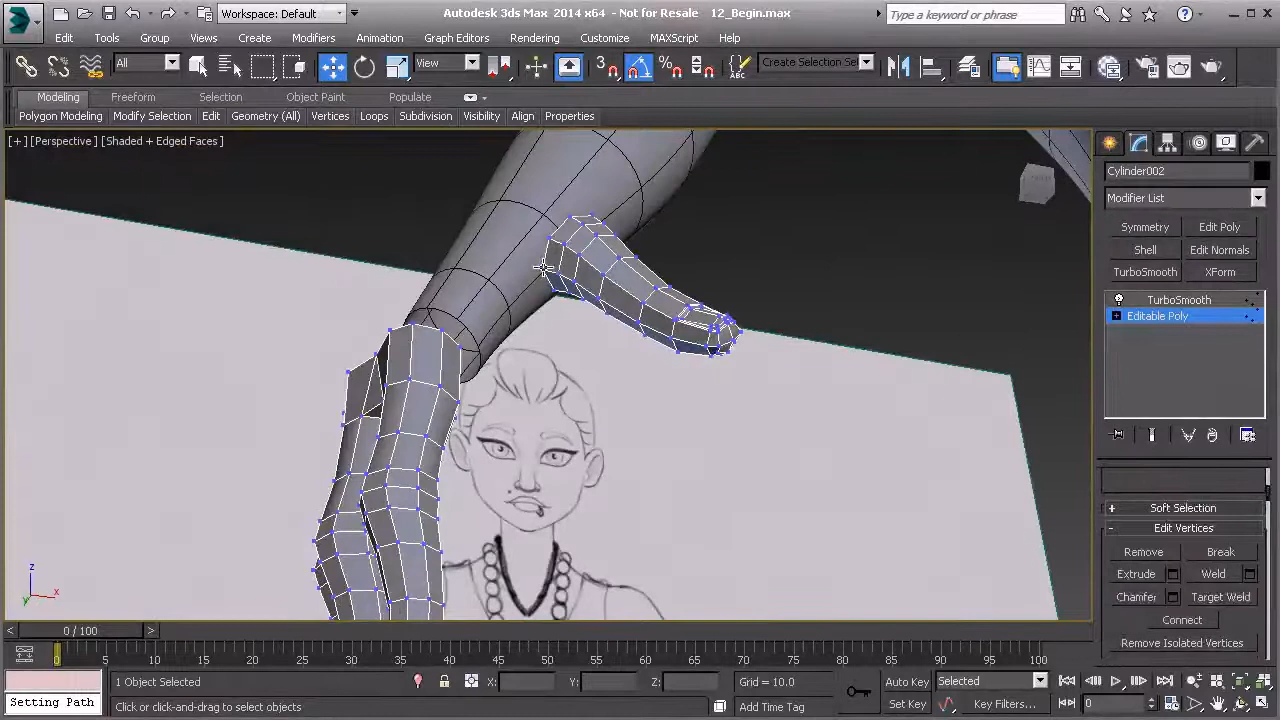 Workspace: Default
Autodesk 3ds Max 2014 x64 - Not for Resale 12_Begin.max
Type a keyword or phrase
Edit Tools Group Views Create Modifiers Animation Graph Editors Rendering Customize MAXScript Help
All View Create Selection Se
Modeling Freeform Selection Object Paint Populate
Polygon Modeling Modify Selection Edit Geometry (All) Vertices Loops Subdivision Visibility Align Properties
[+] [Perspective] [Shaded + Edged Faces]
Cylinder002
Modifier List
Symmetry Edit Poly
Shell Edit Normals
TurboSmooth XForm
TurboSmooth
Editable Poly
+ Soft Selection
- Edit Vertices
Remove Break
Extrude Weld
Chamfer Target Weld
Connect
Remove Isolated Vertices
z
x
y
< 0 / 100 >
0 5 10 15 20 25 30 35 40 45 50 55 60 65 70 75 80 85 90 95 100
1 Object Selected X: Y: Z: Grid = 10.0 Auto Key Selected
Setting Path Click or click-and-drag to select objects Add Time Tag Set Key Key Filters... 0